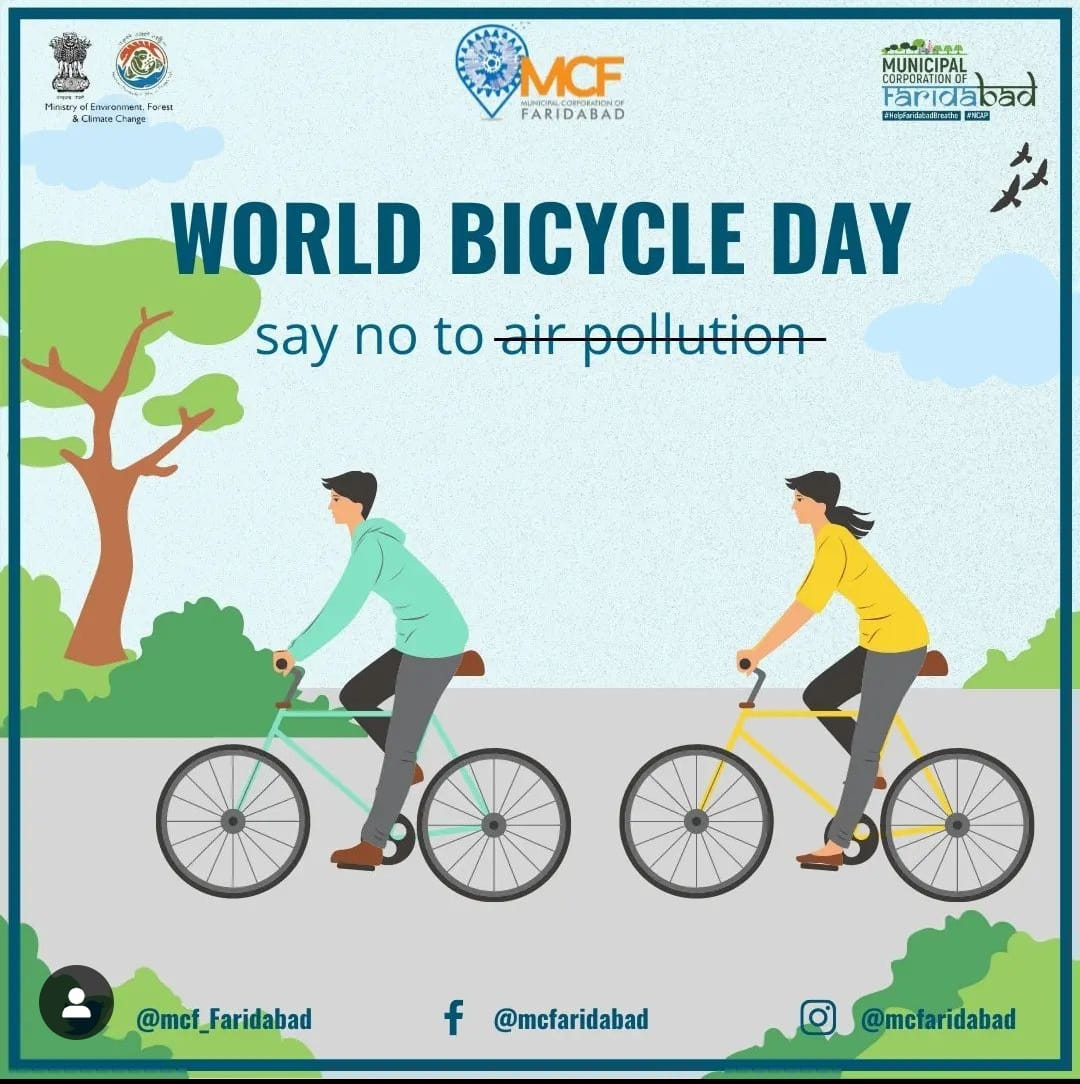 Ministry of Environment, Forest
& Climate Change
MCF
MUNICIPAL CORPORATION OF
FARIDABAD
MUNICIPAL
CORPORATION OF
Faridabad
#HelpFaridabadBreathe #NCAP
WORLD BICYCLE DAY
say no to air pollution
@mcf_Faridabad
@mcfaridabad
@mcfaridabad